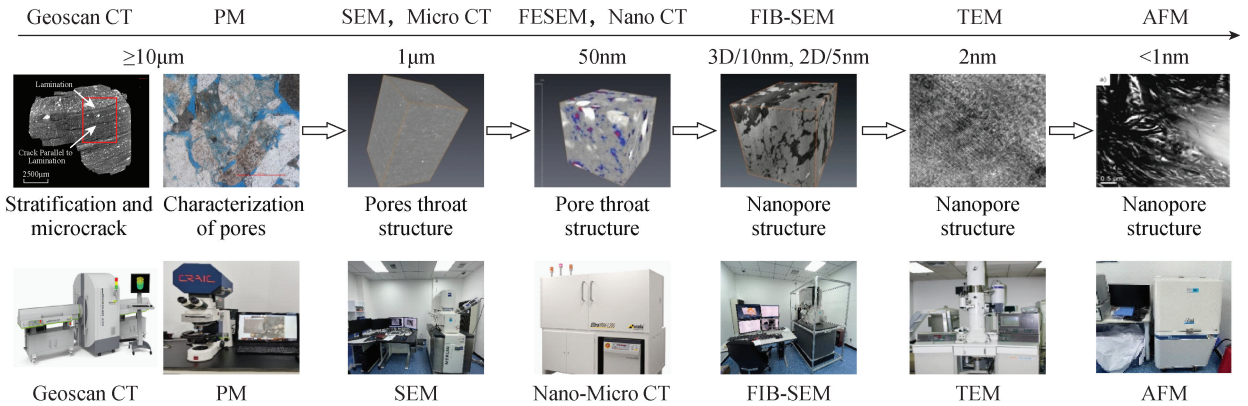 Geoscan CT PM SEM，Micro CT FESEM，Nano CT FIB-SEM TEM AFM
≥10μm 1μm 50nm 3D/10nm, 2D/5nm 2nm <1nm
Lamination
Crack Parallel to
Lamination
2500μm
a)
0.5 μm
Stratification and
microcrack
Characterization
of pores
Pores throat
structure
Pore throat
structure
Nanopore
structure
Nanopore
structure
Nanopore
structure
CRAIC
Geoscan CT PM SEM Nano-Micro CT FIB-SEM TEM AFM